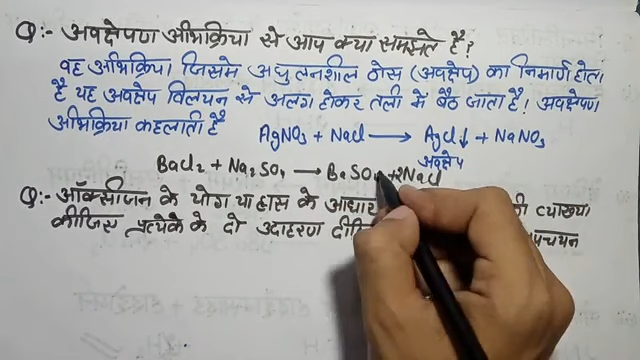 Q:- अवक्षेपण अभिक्रिया से आप क्या समझते है?
वह अभिक्रिया जिसमे अघुलनशील ठोस (अवक्षेप) का निमार्ण होता
है यह अवक्षेप विलयन से अलग होकर तली में बैठ जाता है! अवक्षेपण
अभिक्रिया कहलाती है
AgNO₃ + NaCl ⟶ AgCl↓ + NaNO₃
अवक्षेप
BaCl₂ + Na₂SO₄ ⟶ BaSO₄ +2NaCl
Q:- ऑक्सीजन के योग या हास के आधार की व्याख्या
कीजिए प्रत्येक के दो उदाहरण